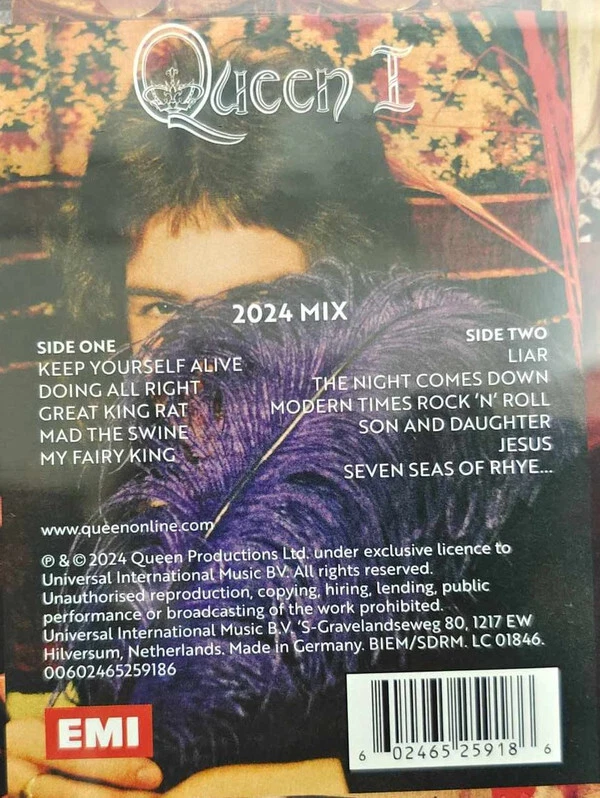 Queen I
2024 MIX
SIDE ONE
KEEP YOURSELF ALIVE
DOING ALL RIGHT
GREAT KING RAT
MAD THE SWINE
MY FAIRY KING
SIDE TWO
LIAR
THE NIGHT COMES DOWN
MODERN TIMES ROCK 'N' ROLL
SON AND DAUGHTER
JESUS
SEVEN SEAS OF RHYE...
www.queenonline.com
℗ & © 2024 Queen Productions Ltd. under exclusive licence to
Universal International Music BV. All rights reserved.
Unauthorised reproduction, copying, hiring, lending, public
performance or broadcasting of the work prohibited.
Universal International Music B.V. 'S-Gravelandseweg 80, 1217 EW
Hilversum, Netherlands. Made in Germany. BIEM/SDRM. LC 01846.
00602465259186
EMI
6 02465 25918 6